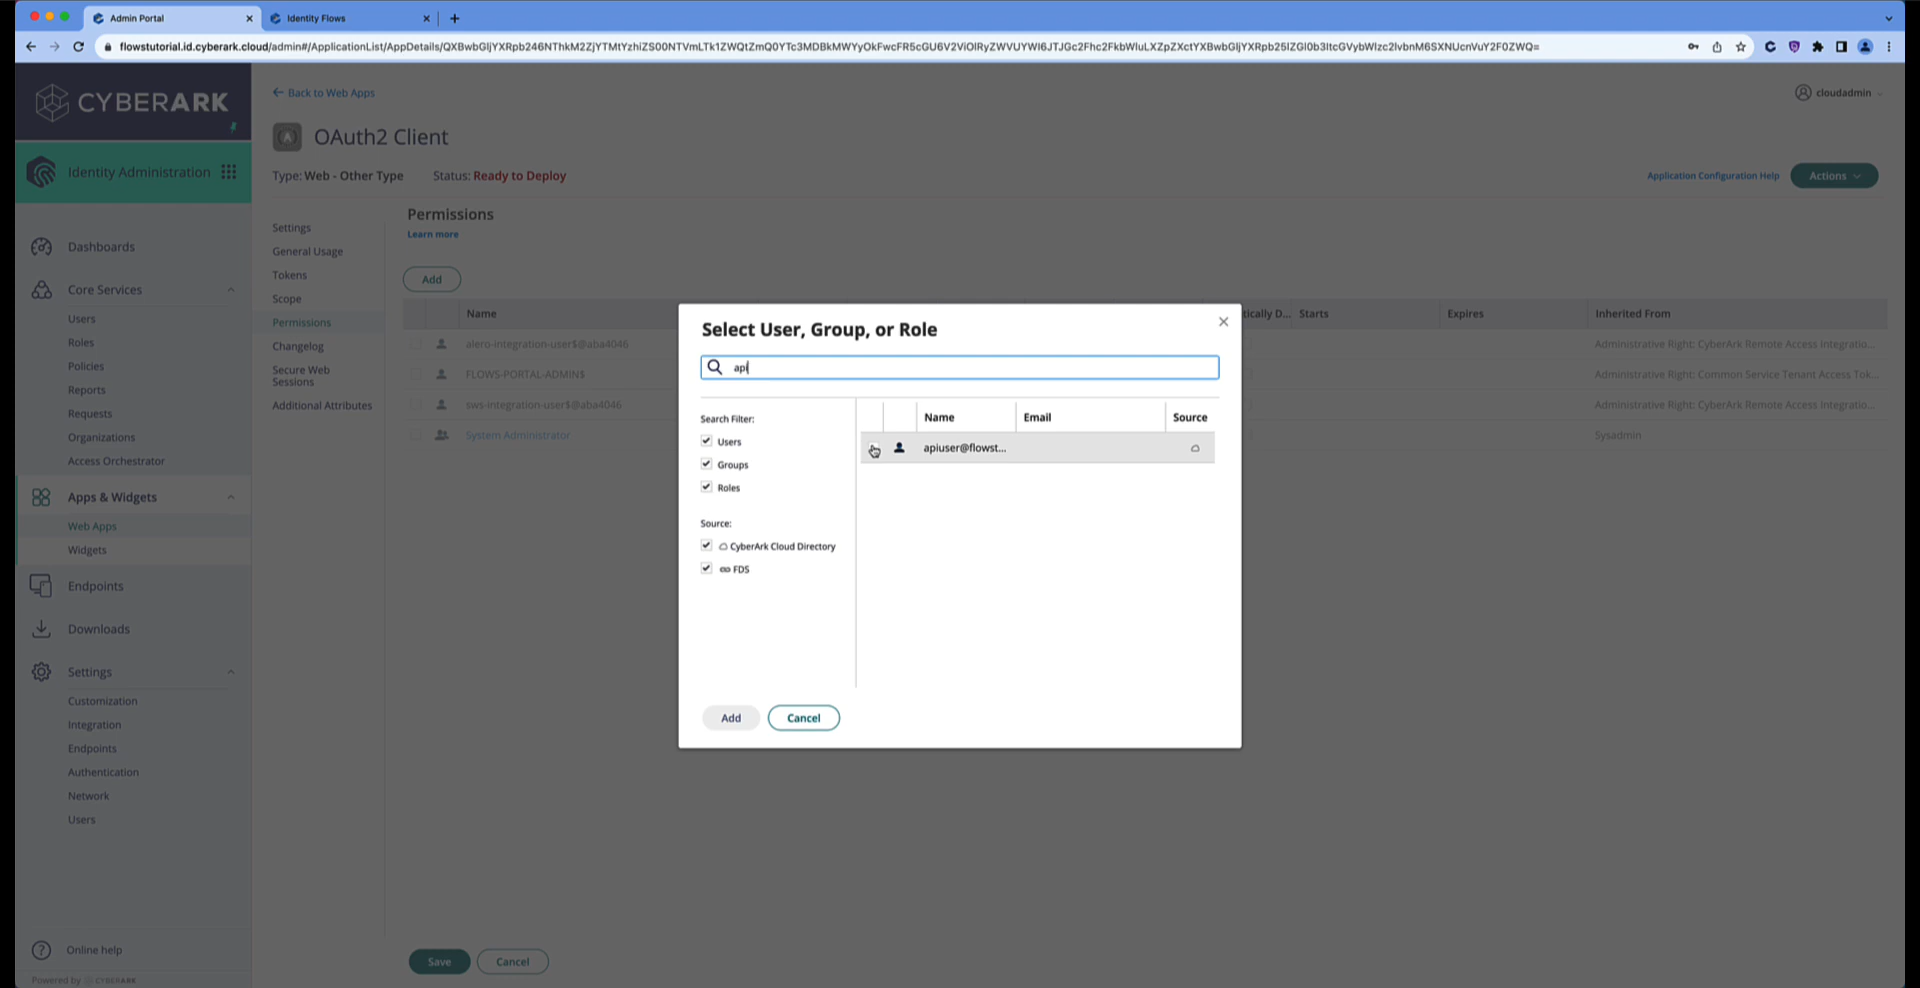 Admin Portal
Identity Flows
CYBERARK
Identity Administration
Dashboards
Core Services
Users
Roles
Policies
Reports
Requests
Organizations
Access Orchestrator
Apps & Widgets
Web Apps
Widgets
Endpoints
Downloads
Settings
Customization
Integration
Endpoints
Authentication
Network
Users
Online help
Powered by CYBERARK
Back to Web Apps
cloudadmin
OAuth2 Client
Type: Web - Other Type
Status: Ready to Deploy
Application Configuration Help
Actions
Settings
General Usage
Tokens
Scope
Permissions
Changelog
Secure Web
Sessions
Additional Attributes
Permissions
Learn more
Add
Name
tically D...
Starts
Expires
Inherited From
alero-integration-user$@aba4046
Administrative Right: CyberArk Remote Access Integratio...
FLOWS-PORTAL-ADMIN$
Administrative Right: Common Service Tenant Access Tok...
sws-integration-user$@aba4046
Administrative Right: CyberArk Remote Access Integratio...
System Administrator
Sysadmin
Select User, Group, or Role
api
Search Filter:
Users
Groups
Roles
Source:
CyberArk Cloud Directory
FDS
Name
Email
Source
apiuser@flowst...
Add
Cancel
Save
Cancel